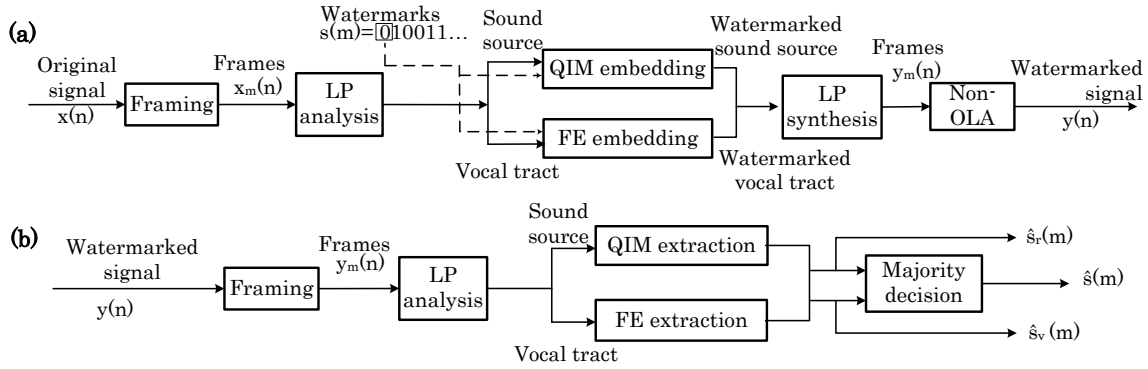 (a)
Original
signal
x(n)
Framing
Frames
xₘ(n)
LP
analysis
Watermarks
s(m)=010011...
Sound
source
QIM embedding
FE embedding
Vocal tract
Watermarked
sound source
Watermarked
vocal tract
LP
synthesis
Frames
yₘ(n)
Non-
OLA
Watermarked
signal
y(n)
(b)
Watermarked
signal
y(n)
Framing
Frames
yₘ(n)
LP
analysis
Sound
source
QIM extraction
FE extraction
Vocal tract
Majority
decision
ŝᵣ(m)
ŝ(m)
ŝᵥ(m)